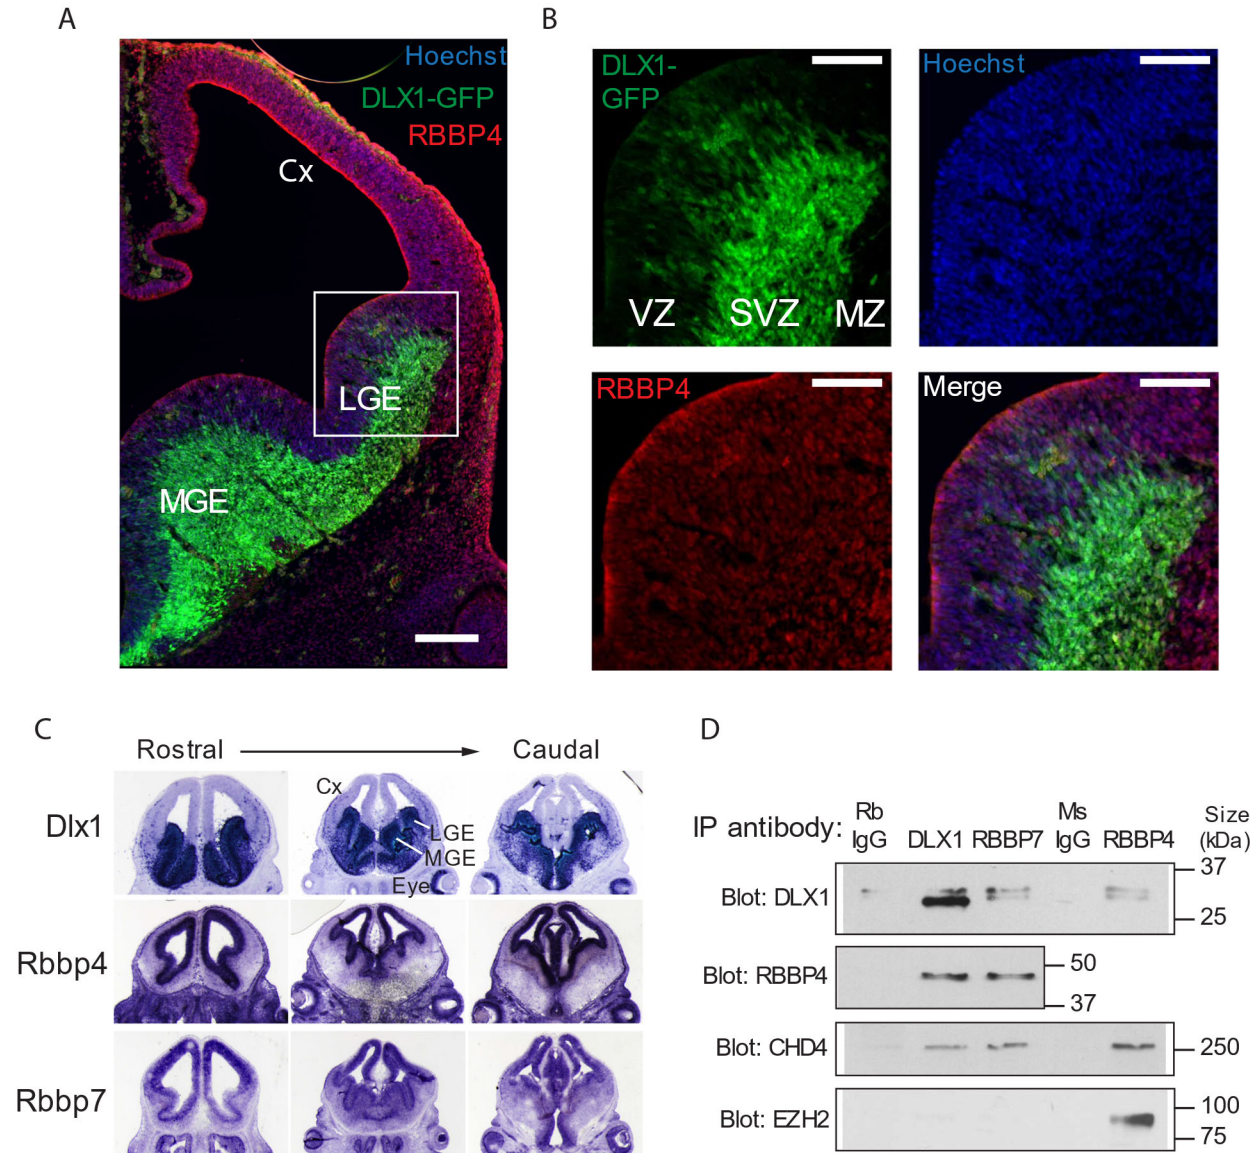 A
Hoechst
DLX1-GFP
RBBP4
Cx
LGE
MGE
B
DLX1-
GFP
VZ SVZ MZ
Hoechst
RBBP4
Merge
C
Rostral Caudal
Dlx1
Cx
LGE
MGE
Eye
Rbbp4
Rbbp7
D
IP antibody: Rb IgG DLX1 RBBP7 Ms IgG RBBP4 Size (kDa)
Blot: DLX1
37
25
Blot: RBBP4
50
37
Blot: CHD4
250
Blot: EZH2
100
75